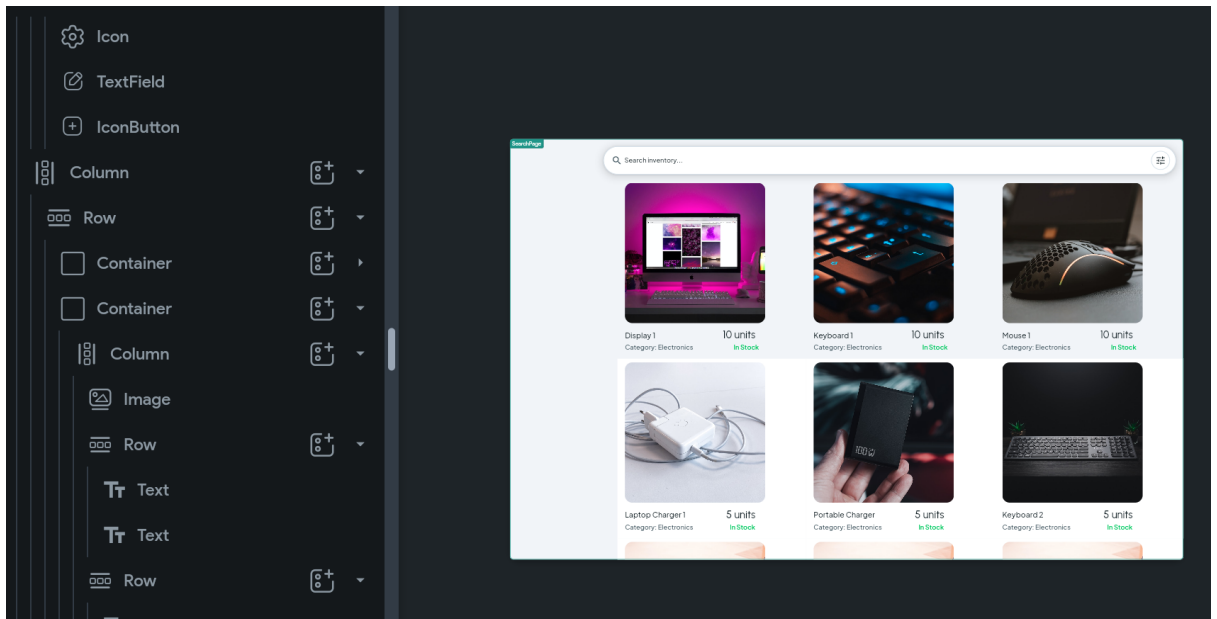 Icon
TextField
IconButton
Column
Row
Container
Container
Column
Image
Row
Text
Text
Row
SearchPage
Search inventory...
Display 1 10 units
Category: Electronics In Stock
Keyboard 1 10 units
Category: Electronics In Stock
Mouse 1 10 units
Category: Electronics In Stock
100
Laptop Charger 1 5 units
Category: Electronics In Stock
Portable Charger 5 units
Category: Electronics In Stock
Keyboard 2 5 units
Category: Electronics In Stock